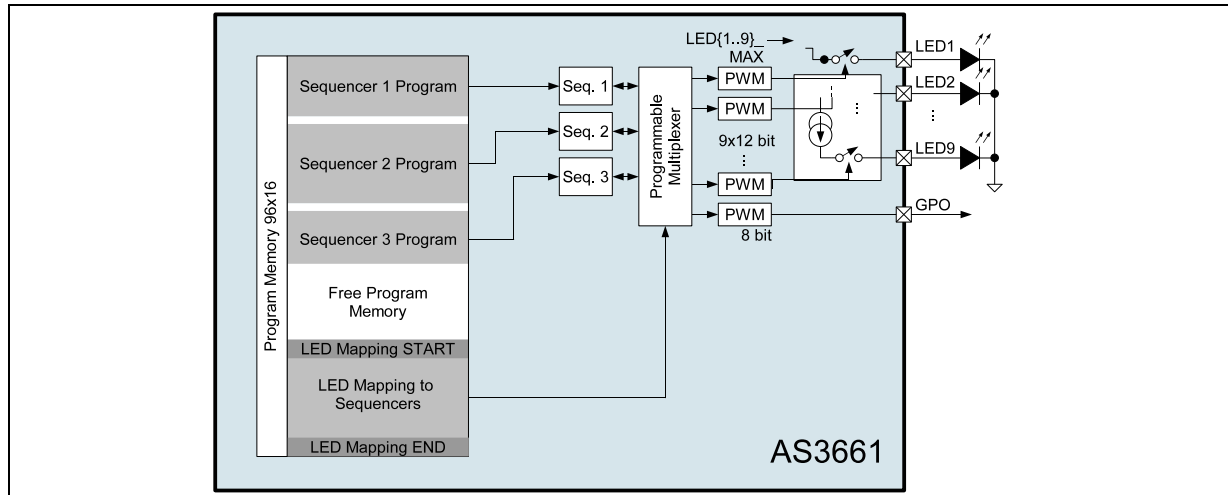 Program Memory 96x16
Sequencer 1 Program
Sequencer 2 Program
Sequencer 3 Program
Free Program
Memory
LED Mapping START
LED Mapping to
Sequencers
LED Mapping END
Seq. 1
Seq. 2
Seq. 3
Programmable
Multiplexer
LED{1..9}_
MAX
PWM
PWM
9x12 bit
⋮
PWM
PWM
8 bit
⋮
LED1
LED2
⋮
LED9
GPO
AS3661